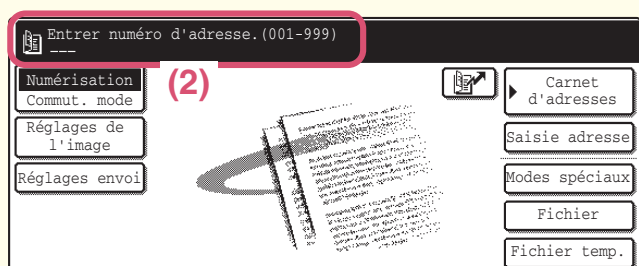 Entrer numéro d'adresse.(001-999)
---
(2)
Numérisation
Commut. mode
Réglages de
l'image
Réglages envoi
Carnet
d'adresses
Saisie adresse
Modes spéciaux
Fichier
Fichier temp.